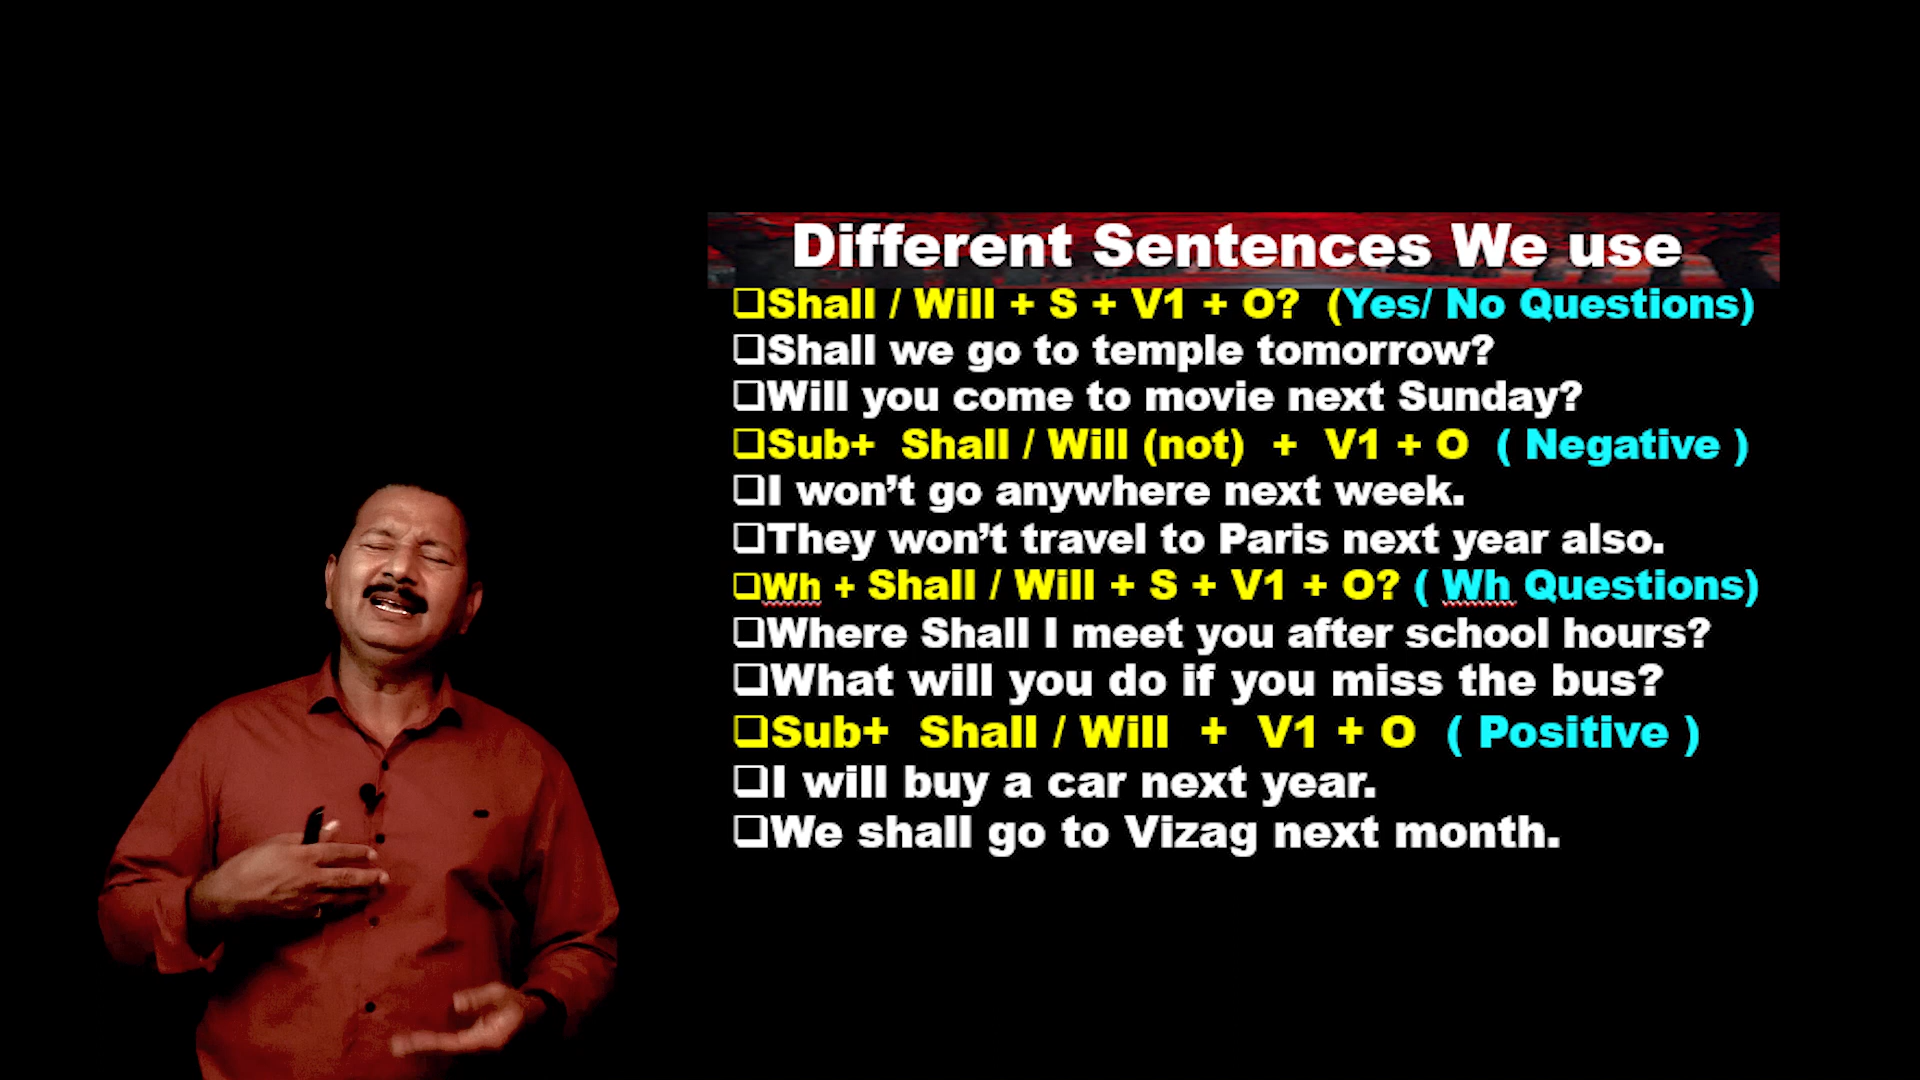 Different Sentences We use
❑Shall / Will + S + V1 + O? (Yes/ No Questions)
❑Shall we go to temple tomorrow?
❑Will you come to movie next Sunday?
❑Sub+ Shall / Will (not) + V1 + O ( Negative )
❑I won’t go anywhere next week.
❑They won’t travel to Paris next year also.
❑Wh + Shall / Will + S + V1 + O? ( Wh Questions)
❑Where Shall I meet you after school hours?
❑What will you do if you miss the bus?
❑Sub+ Shall / Will + V1 + O ( Positive )
❑I will buy a car next year.
❑We shall go to Vizag next month.